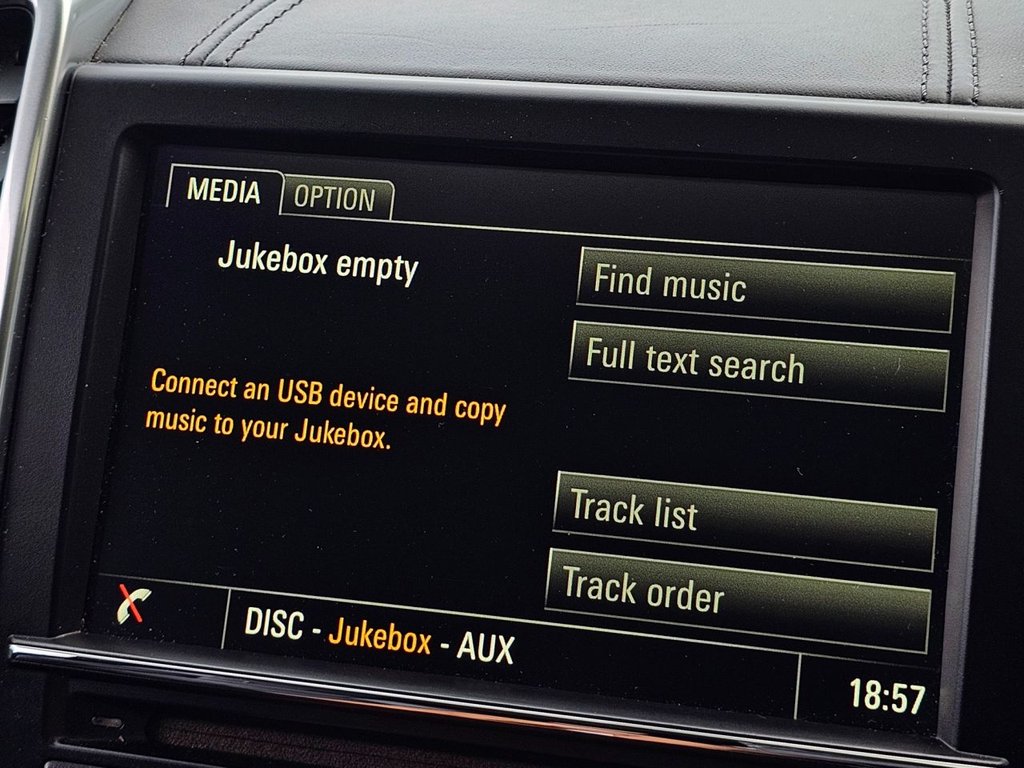 MEDIA OPTION
Jukebox empty
Find music
Full text search
Connect an USB device and copy
music to your Jukebox.
Track list
Track order
DISC - Jukebox - AUX
18:57